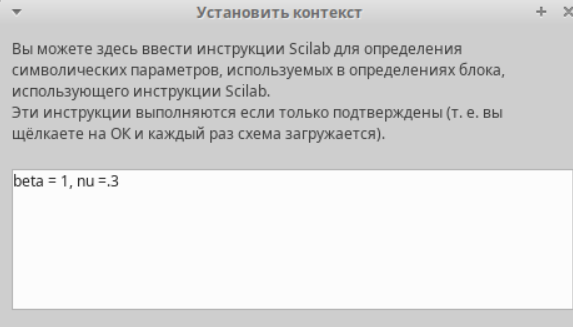 Установить контекст
Вы можете здесь ввести инструкции Scilab для определения
символических параметров, используемых в определениях блока,
использующего инструкции Scilab.
Эти инструкции выполняются если только подтверждены (т. е. вы
щёлкаете на ОК и каждый раз схема загружается).
beta = 1, nu =.3